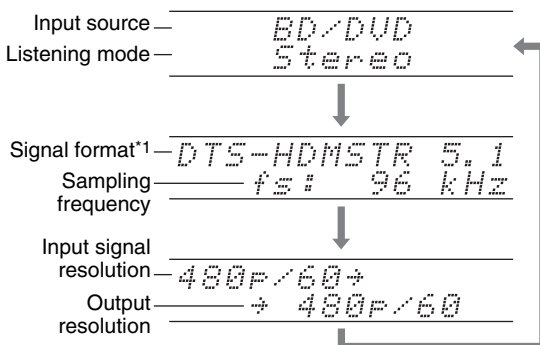 Input source
BD/DVD
Listening mode
Stereo
Signal format*1
DTS-HDMSTR 5.1
Sampling
frequency
fs: 96 kHz
Input signal
resolution
480p/60→
Output
resolution
→ 480p/60